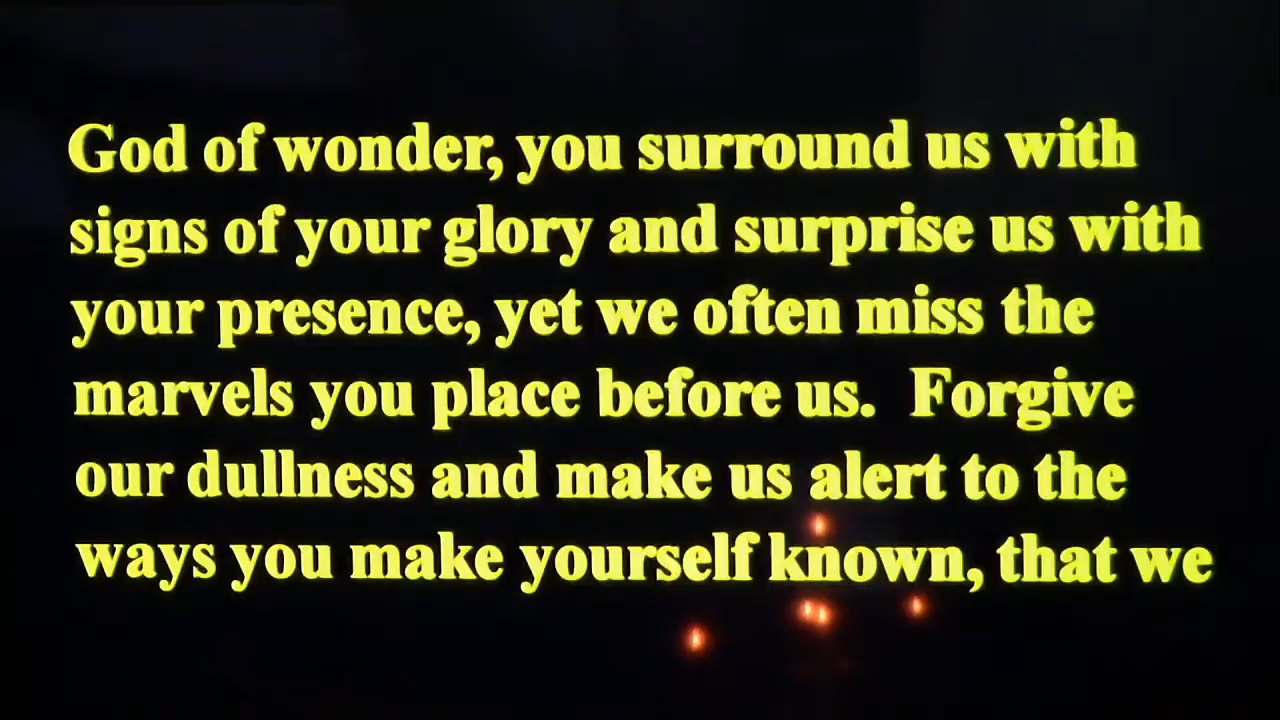 God of wonder, you surround us with
signs of your glory and surprise us with
your presence, yet we often miss the
marvels you place before us.  Forgive
our dullness and make us alert to the
ways you make yourself known, that we